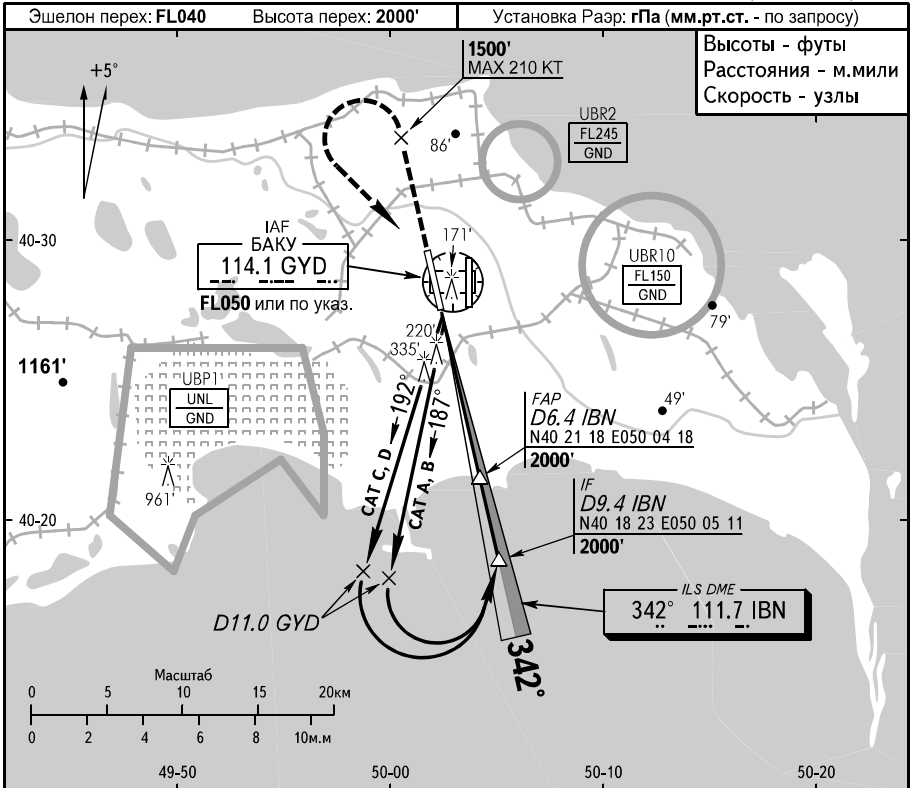 Эшелон перех: FL040 Высота перех: 2000' Установка Раэр: гПа (мм.рт.ст. - по запросу)
Высоты - футы
Расстояния - м.мили
Скорость - узлы
+5°
1500'
MAX 210 KT
86'
UBR2
FL245
GND
40-30
IAF
БАКУ
114.1 GYD
FL050 или по указ.
171'
UBR10
FL150
GND
79'
220'
335'
1161'
UBP1
UNL
GND
961'
192°
CAT C, D
187°
CAT A, B
49'
FAP
D6.4 IBN
N40 21 18 E050 04 18
2000'
IF
D9.4 IBN
N40 18 23 E050 05 11
2000'
40-20
D11.0 GYD
ILS DME
342° 111.7 IBN
342°
Масштаб
0 5 10 15 20км
0 2 4 6 8 10м.м
49-50 50-00 50-10 50-20